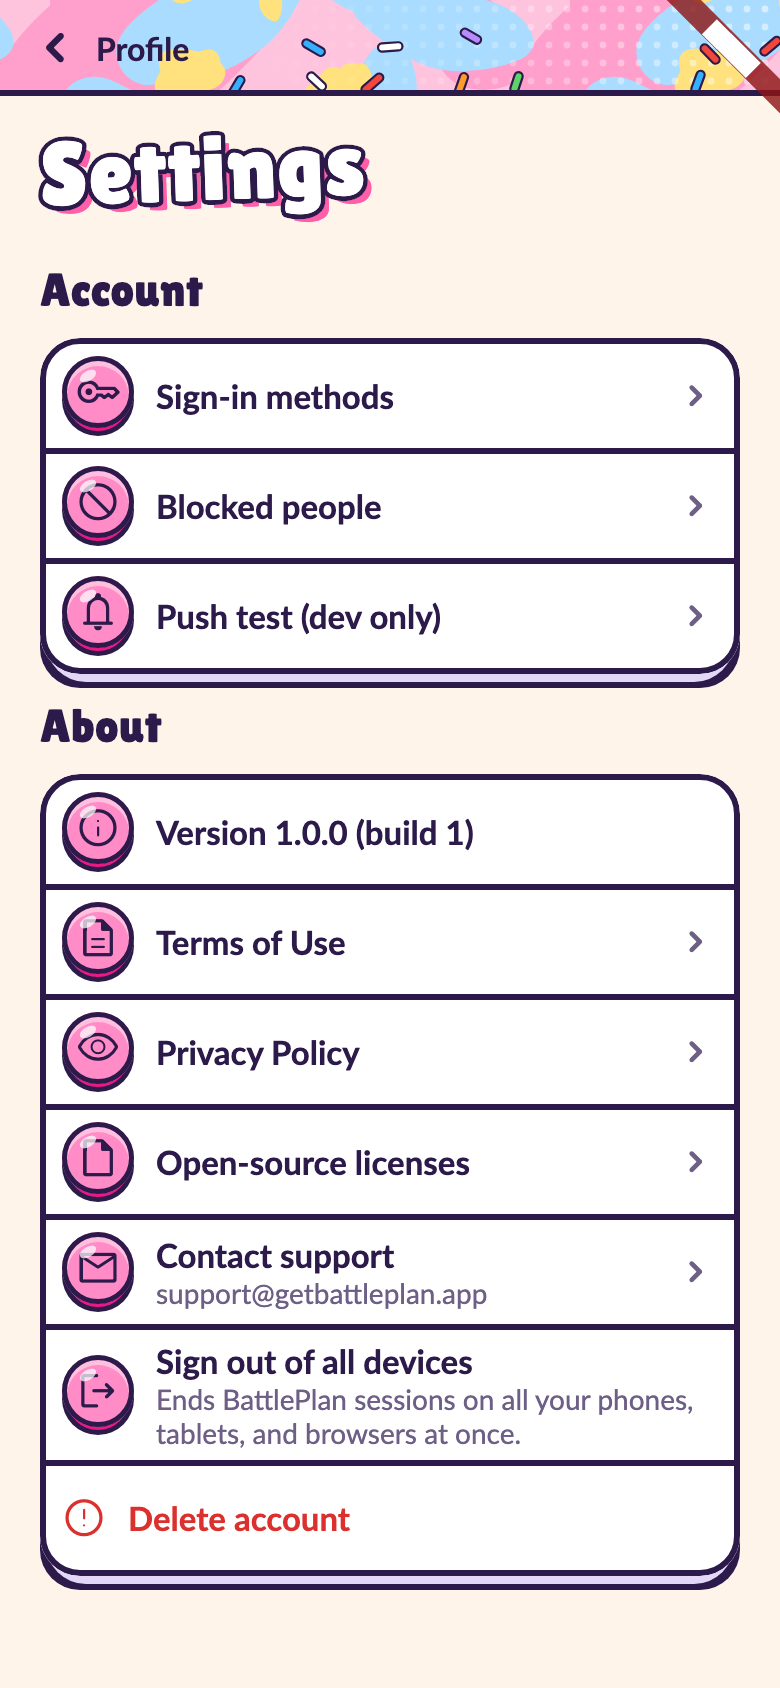 Profile
Settings
Account
Sign-in methods
Blocked people
Push test (dev only)
About
Version 1.0.0 (build 1)
Terms of Use
Privacy Policy
Open-source licenses
Contact support
support@getbattleplan.app
Sign out of all devices
Ends BattlePlan sessions on all your phones,
tablets, and browsers at once.
Delete account